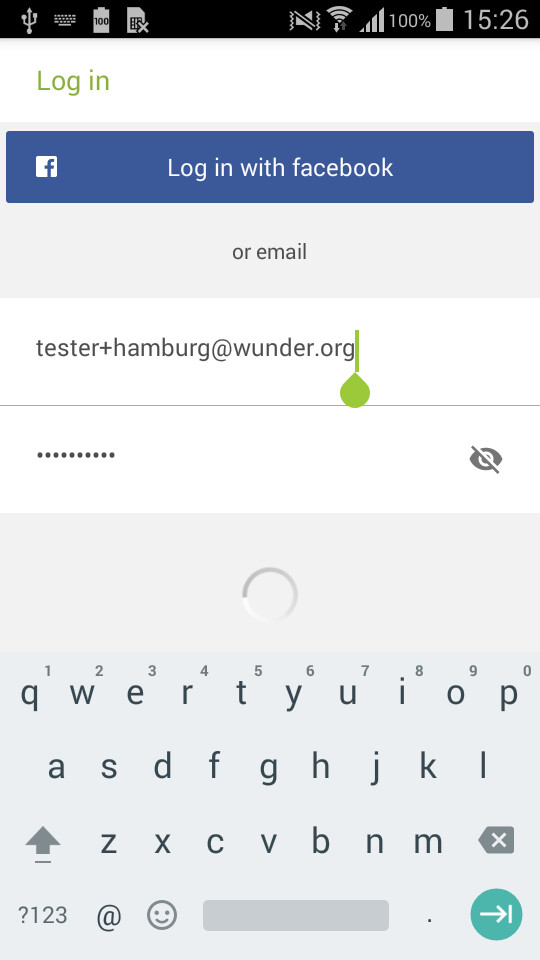 100 100% 15:26
Log in
Log in with facebook
or email
tester+hamburg@wunder.org
••••••••••
1 2 3 4 5 6 7 8 9 0
q w e r t y u i o p
a s d f g h j k l
z x c v b n m
?123 @ .